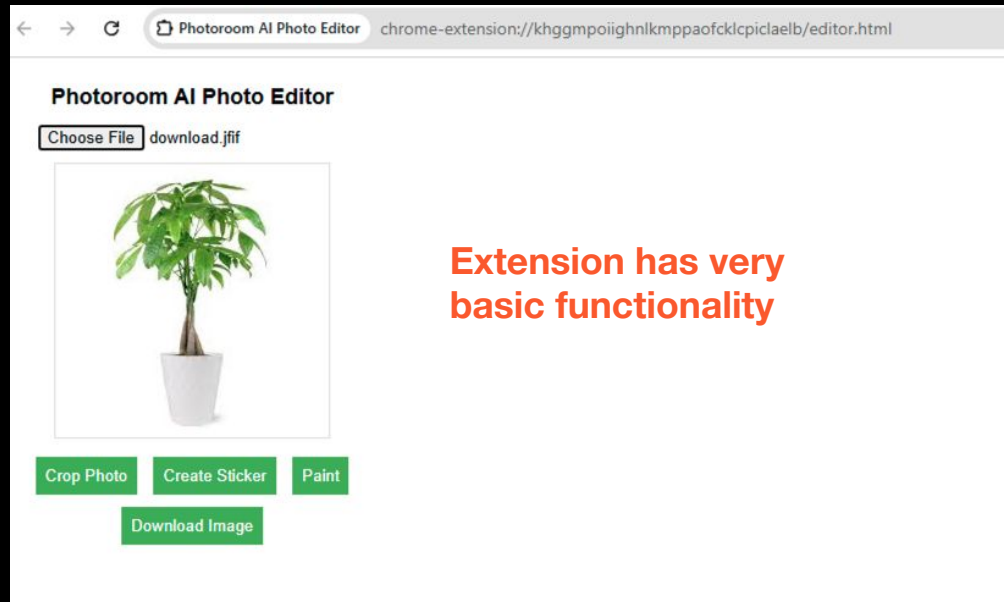 Photoroom AI Photo Editor chrome-extension://khggmpoiighnlkmppaofcklcpiclaelb/editor.html
Photoroom AI Photo Editor
Choose File download.jfif
Extension has very
basic functionality
Crop Photo Create Sticker Paint
Download Image